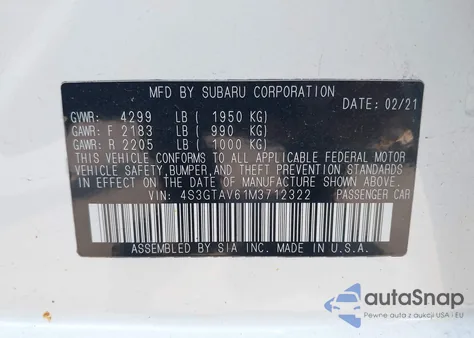 MFD BY SUBARU CORPORATION
DATE: 02/21
GVWR: 4299 LB ( 1950 KG)
GAWR: F 2183 LB ( 990 KG)
GAWR: R 2205 LB ( 1000 KG)
THIS VEHICLE CONFORMS TO ALL APPLICABLE FEDERAL MOTOR
VEHICLE SAFETY, BUMPER, AND THEFT PREVENTION
STANDARDS IN EFFECT ON THE
DATE OF MANUFACTURE SHOWN ABOVE.
VIN: 4S3GTAV61M3712322 PASSENGER CAR
ASSEMBLED BY SIA INC. MADE IN U.S.A.
autoSnap
Pewne auta z aukcji USA i EU